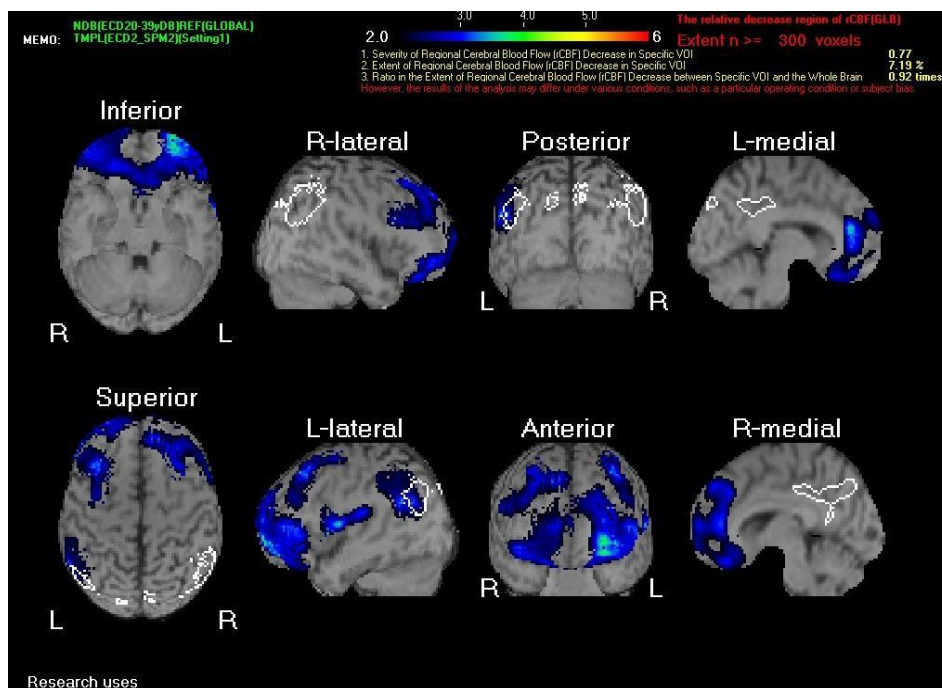 NDB(ECD20-39yDB)REF(GLOBAL)
MEMO: TMPL(ECD2_SPM2)(Setting1)
3.0 4.0 5.0
2.0 6
The relative decrease region of rCBF(GLB)
Extent n >= 300 voxels
1. Severity of Regional Cerebral Blood Flow (rCBF) Decrease in Specific VOI 0.77
2. Extent of Regional Cerebral Blood Flow (rCBF) Decrease in Specific VOI 7.19 %
3. Ratio in the Extent of Regional Cerebral Blood Flow (rCBF) Decrease between Specific VOI and the Whole Brain 0.92 times
However, the results of the analysis may differ under various conditions, such as a particular operating condition or subject bias.
Inferior
R-lateral
Posterior
L-medial
R L
L R
Superior
L-lateral
Anterior
R-medial
L R
R L
Research uses